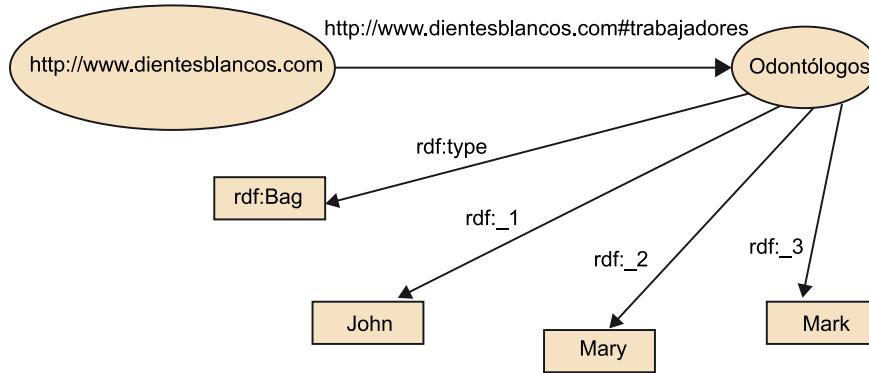 http://www.dientesblancos.com#trabajadores
http://www.dientesblancos.com
Odontólogos
rdf:type
rdf:Bag
rdf:_1
rdf:_2
rdf:_3
John
Mary
Mark